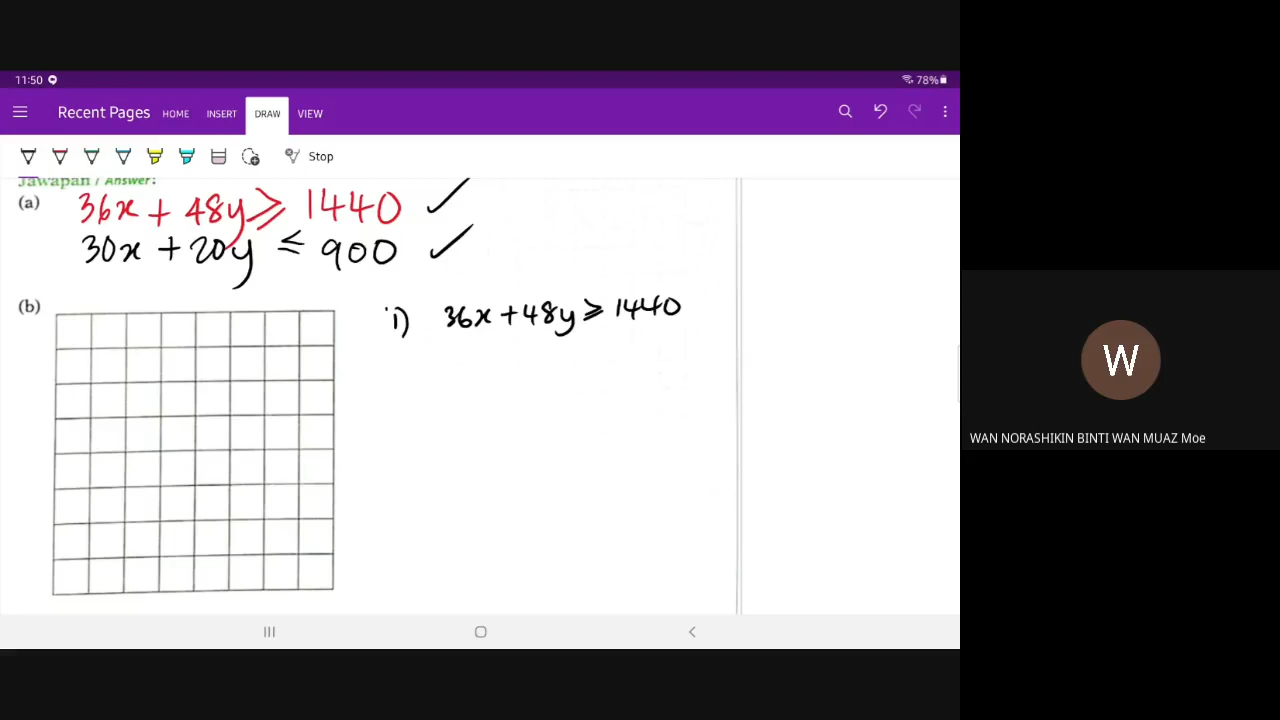 11:50 78%
Recent Pages HOME INSERT DRAW VIEW
Stop
Jawapan / Answer:
(a) 36x + 48y ≥ 1440 ✓
30x + 20y ≤ 900 ✓
(b) i) 36x + 48y ≥ 1440
W
WAN NORASHIKIN BINTI WAN MUAZ Moe